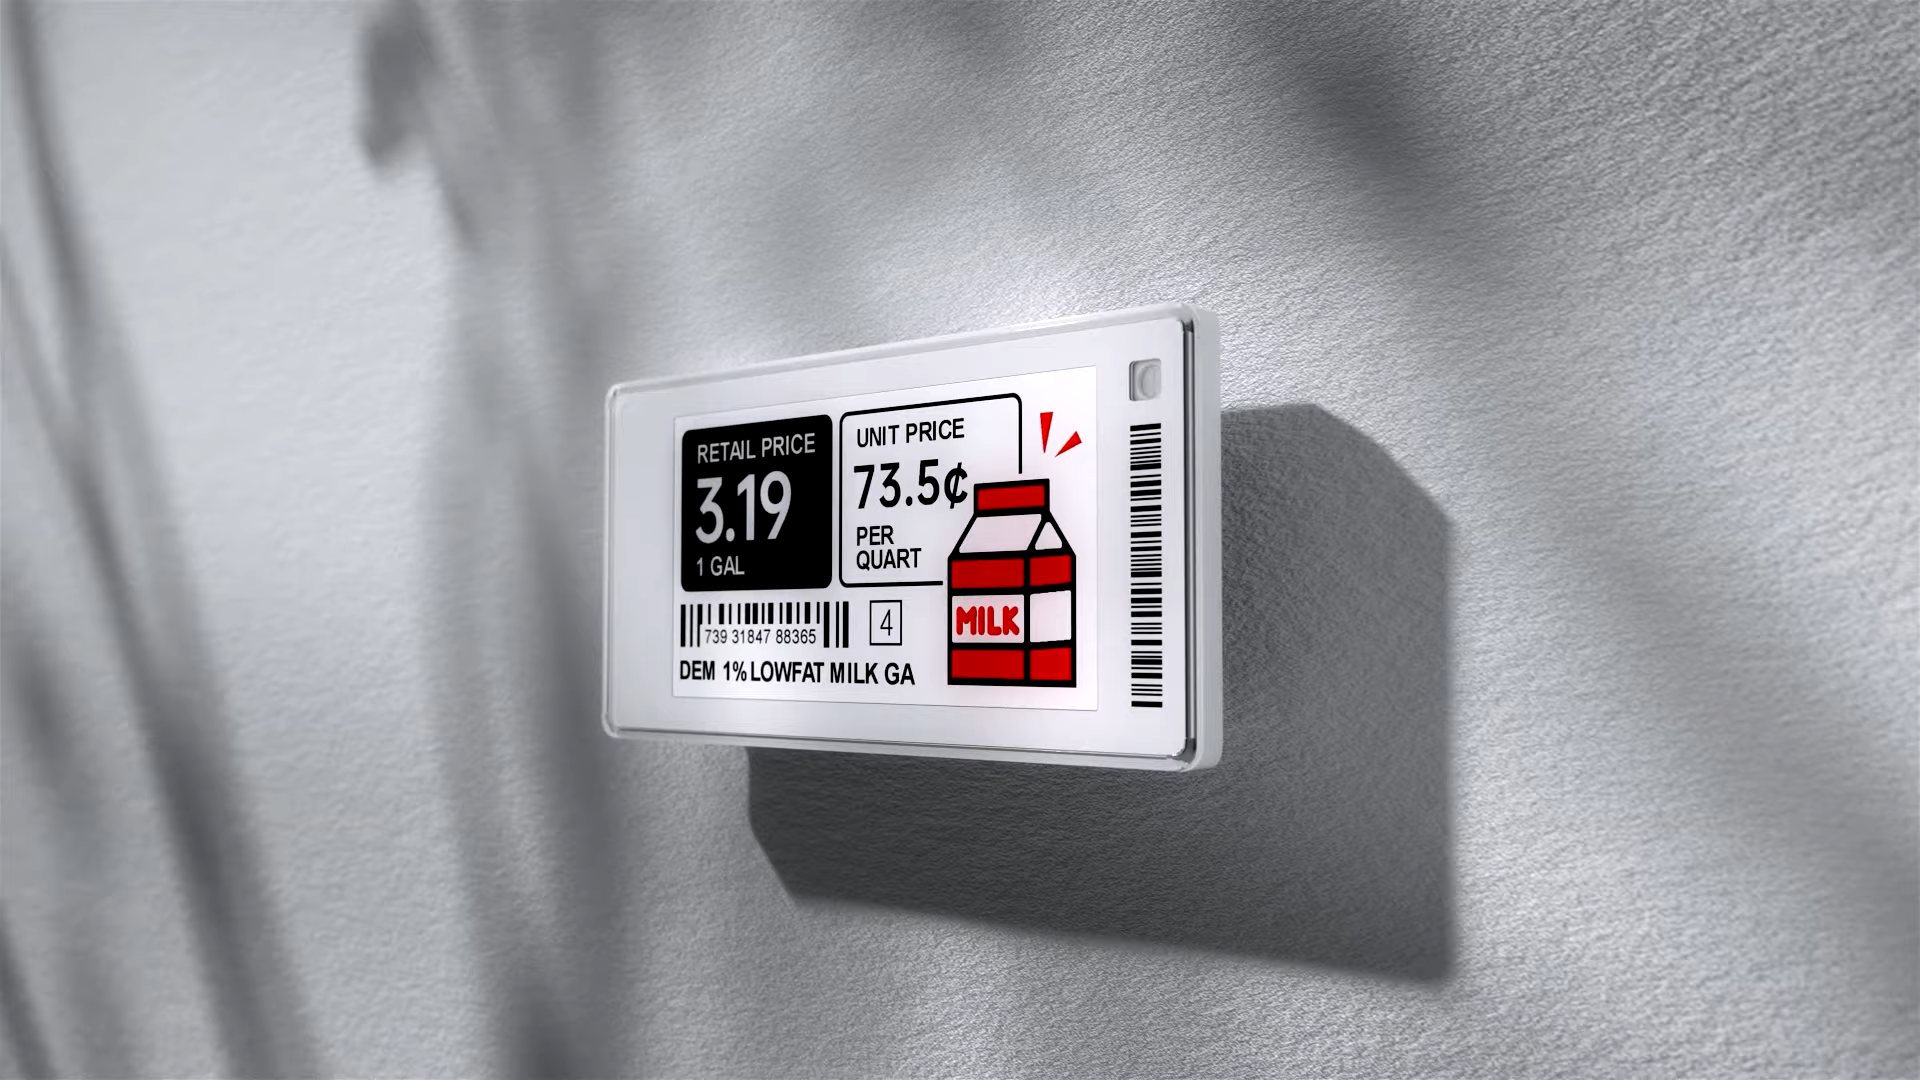 RETAIL PRICE
3.19
1 GAL
UNIT PRICE
73.5¢
PER
QUART
739 31847 88365
4
DEM 1% LOWFAT MILK GA
MILK